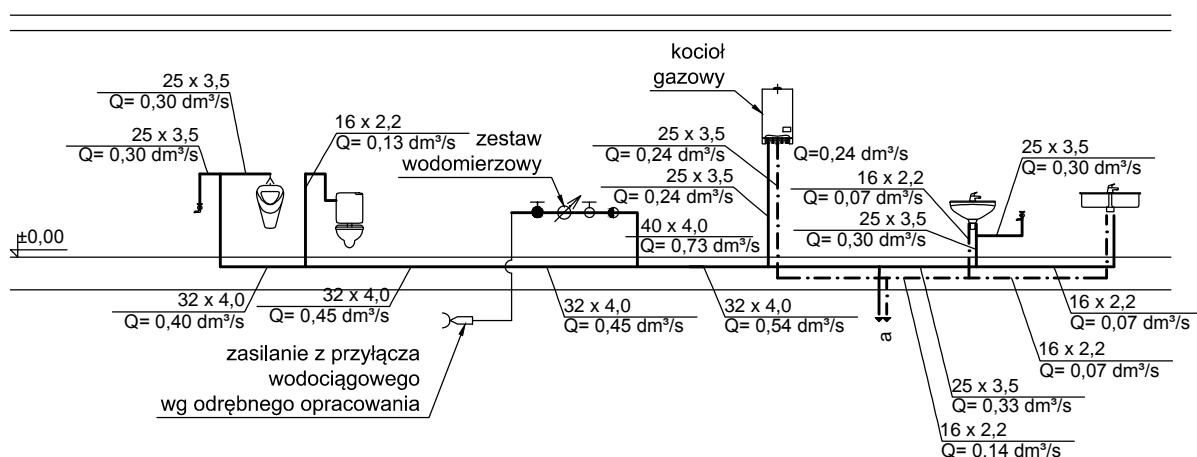 kocioł
gazowy
25 x 3,5
Q= 0,30 dm³/s
25 x 3,5
Q= 0,30 dm³/s
16 x 2,2
Q= 0,13 dm³/s
zestaw
wodomierzowy
25 x 3,5
Q= 0,24 dm³/s
Q=0,24 dm³/s
25 x 3,5
Q= 0,24 dm³/s
16 x 2,2
Q= 0,07 dm³/s
25 x 3,5
Q= 0,30 dm³/s
25 x 3,5
Q= 0,30 dm³/s
±0,00
40 x 4,0
Q= 0,73 dm³/s
32 x 4,0
Q= 0,40 dm³/s
32 x 4,0
Q= 0,45 dm³/s
32 x 4,0
Q= 0,45 dm³/s
32 x 4,0
Q= 0,54 dm³/s
a
16 x 2,2
Q= 0,07 dm³/s
16 x 2,2
Q= 0,07 dm³/s
25 x 3,5
Q= 0,33 dm³/s
16 x 2,2
Q= 0,14 dm³/s
zasilanie z przyłącza
wodociągowego
wg odrębnego opracowania